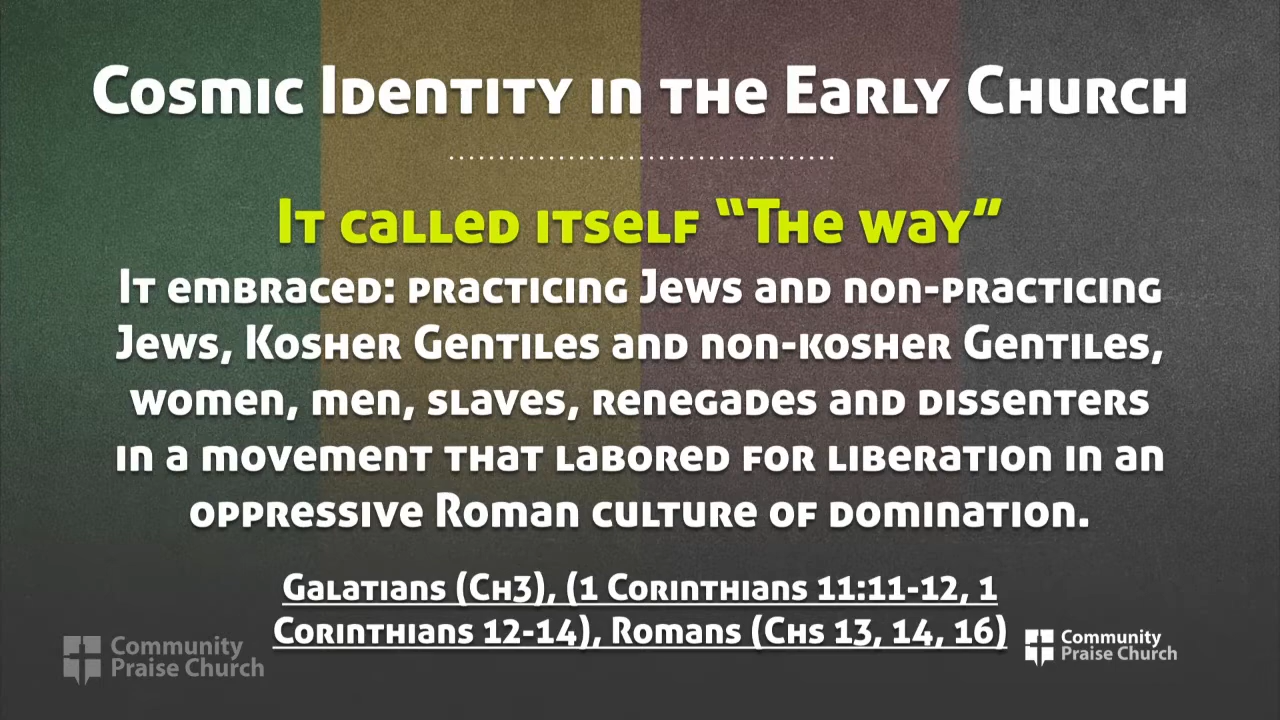 Cosmic Identity in the Early Church
It called itself “The way”
It embraced: practicing Jews and non-practicing
Jews, Kosher Gentiles and non-kosher Gentiles,
women, men, slaves, renegades and dissenters
in a movement that labored for liberation in an
oppressive Roman culture of domination.
Galatians (Ch3), (1 Corinthians 11:11-12, 1
Corinthians 12-14), Romans (Chs 13, 14, 16)
Community
Praise Church
Community
Praise Church